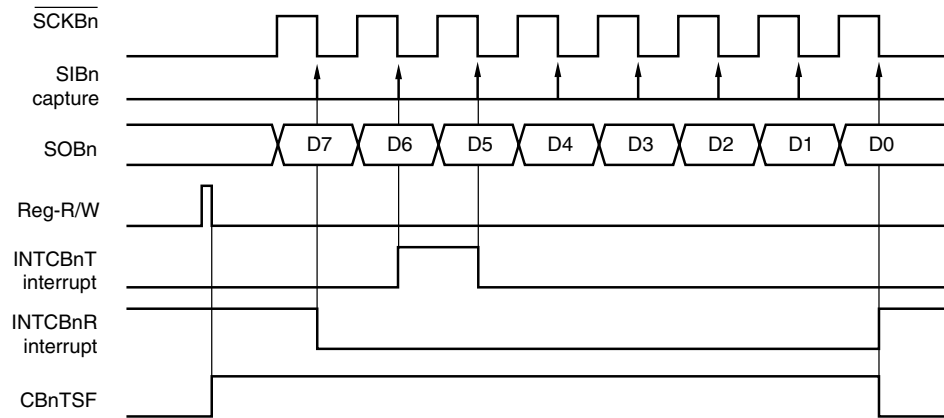 SCKBn
SIBn
capture
SOBn
D7 D6 D5 D4 D3 D2 D1 D0
Reg-R/W
INTCBnT
interrupt
INTCBnR
interrupt
CBnTSF